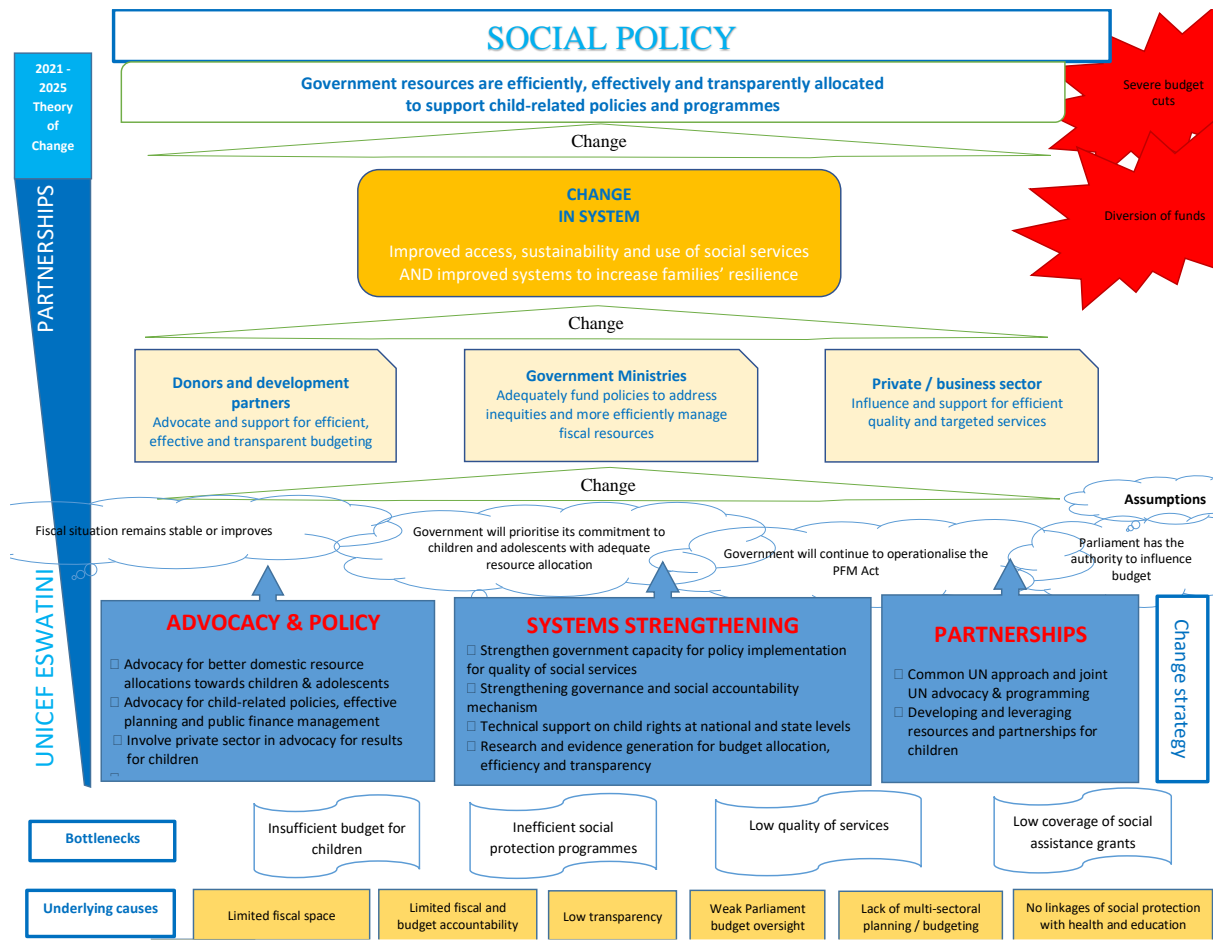 SOCIAL POLICY
2021 -
2025
Theory
of
Change
Government resources are efficiently, effectively and transparently allocated
to support child-related policies and programmes
Severe budget
cuts
Change
PARTNERSHIPS
CHANGE
IN SYSTEM
Improved access, sustainability and use of social services
AND improved systems to increase families’ resilience
Diversion of funds
Change
Donors and development
partners
Advocate and support for efficient,
effective and transparent budgeting
Government Ministries
Adequately fund policies to address
inequities and more efficiently manage
fiscal resources
Private / business sector
Influence and support for efficient
quality and targeted services
Change
Assumptions
Fiscal situation remains stable or improves
Government will prioritise its commitment to
children and adolescents with adequate
resource allocation
Government will continue to operationalise the
PFM Act
Parliament has the
authority to influence
budget
UNICEF ESWATINI
ADVOCACY & POLICY
Advocacy for better domestic resource
allocations towards children & adolescents
Advocacy for child-related policies, effective
planning and public finance management
Involve private sector in advocacy for results
for children
SYSTEMS STRENGTHENING
Strengthen government capacity for policy implementation
for quality of social services
Strengthening governance and social accountability
mechanism
Technical support on child rights at national and state levels
Research and evidence generation for budget allocation,
efficiency and transparency
PARTNERSHIPS
Common UN approach and joint
UN advocacy & programming
Developing and leveraging
resources and partnerships for
children
Change strategy
Bottlenecks
Insufficient budget for
children
Inefficient social
protection programmes
Low quality of services
Low coverage of social
assistance grants
Underlying causes
Limited fiscal space
Limited fiscal and
budget accountability
Low transparency
Weak Parliament
budget oversight
Lack of multi-sectoral
planning / budgeting
No linkages of social protection
with health and education